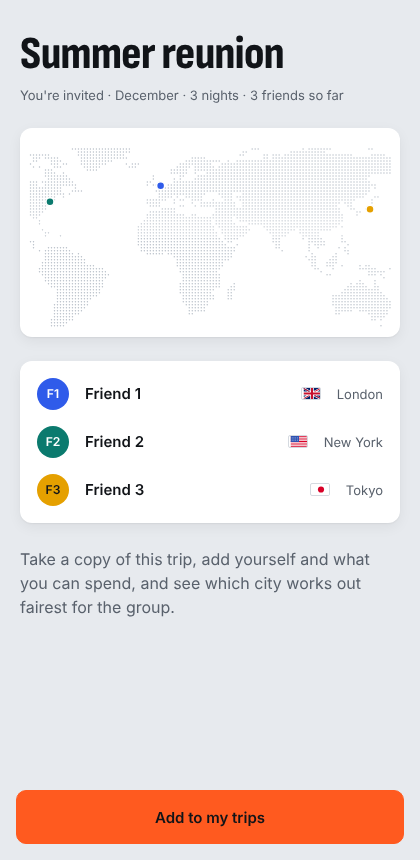 Summer reunion
You're invited · December · 3 nights · 3 friends so far
F1 Friend 1 London
F2 Friend 2 New York
F3 Friend 3 Tokyo
Take a copy of this trip, add yourself and what
you can spend, and see which city works out
fairest for the group.
Add to my trips